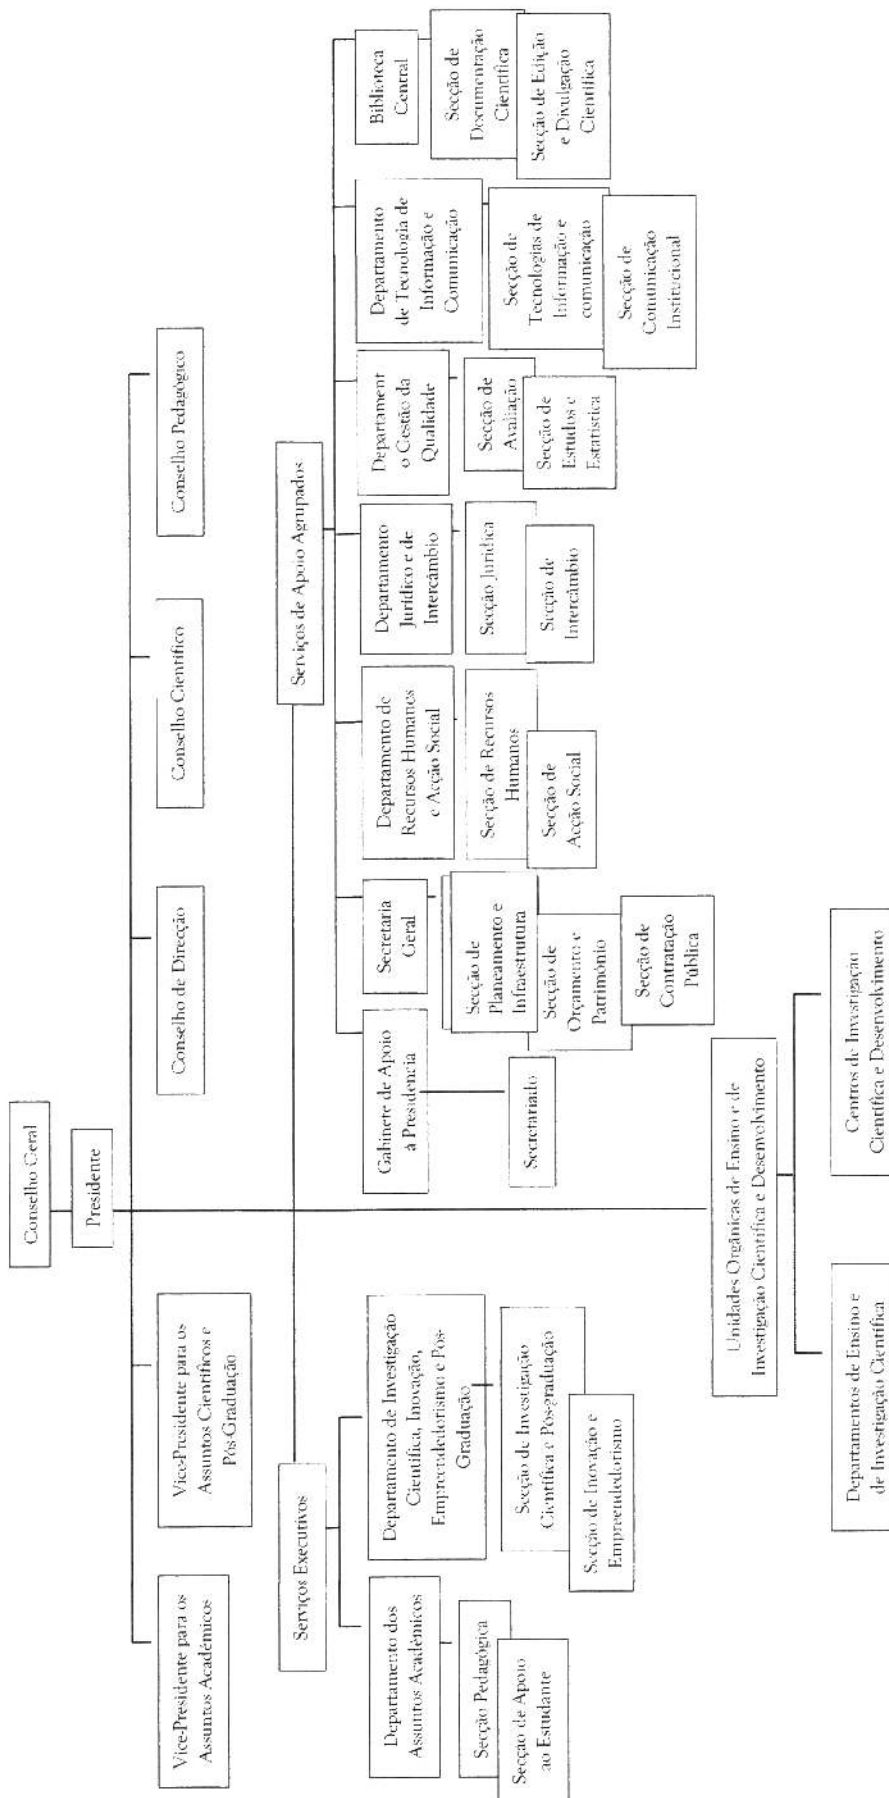 Conselho Geral
Presidente
Vice-Presidente para os
Assuntos Académicos
Vice-Presidente para os
Assuntos Científicos e
Pós-Graduação
Conselho de Direcção
Conselho Científico
Conselho Pedagógico
Serviços Executivos
Serviços de Apoio Agrupados
Departamento dos
Assuntos Académicos
Secção Pedagógica
Secção de Apoio
ao Estudante
Departamento de Investigação
Científica, Inovação,
Empreendedorismo e Pós-
Graduação
Secção de Investigação
Científica e Pós-graduação
Secção de Inovação e
Empreendedorismo
Gabinete de Apoio
à Presidencia
Secretariado
Secretaria
Geral
Secção de
Planeamento e
Infraestrutura
Secção de
Orçamento e
Património
Secção de
Contratação
Pública
Departamento de
Recursos Humanos
e Acção Social
Secção de Recursos
Humanos
Secção de
Acção Social
Departamento
Jurídico e de
Intercâmbio
Secção Jurídica
Secção de
Intercâmbio
Departament
o Gestão da
Qualidade
Secção de
Avaliação
Secção de
Estudos e
Estatística
Departamento
de Tecnologia de
Informação e
Comunicação
Secção de
Tecnologias de
Informação e
comunicação
Secção de
Comunicação
Institucional
Biblioteca
Central
Secção de
Documentação
Científica
Secção de Edição
e Divulgação
Científica
Unidades Orgânicas de Ensino e de
Investigação Científica e Desenvolvimento
Departamentos de Ensino e
de Investigação Científica
Centros de Investigação
Científica e Desenvolvimento